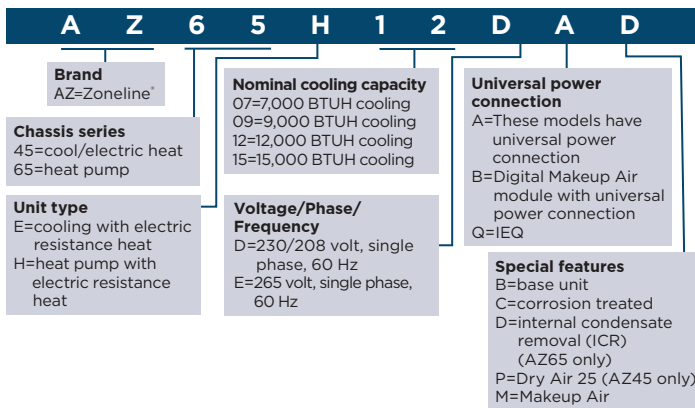 A Z 6 5 H 1 2 D A D
Brand
AZ=Zoneline®
Chassis series
45=cool/electric heat
65=heat pump
Unit type
E=cooling with electric
resistance heat
H=heat pump with
electric resistance
heat
Nominal cooling capacity
07=7,000 BTUH cooling
09=9,000 BTUH cooling
12=12,000 BTUH cooling
15=15,000 BTUH cooling
Voltage/Phase/
Frequency
D=230/208 volt, single
phase, 60 Hz
E=265 volt, single phase,
60 Hz
Universal power
connection
A=These models have
universal power
connection
B=Digital Makeup Air
module with universal
power connection
Q=IEQ
Special features
B=base unit
C=corrosion treated
D=internal condensate
removal (ICR)
(AZ65 only)
P=Dry Air 25 (AZ45 only)
M=Makeup Air